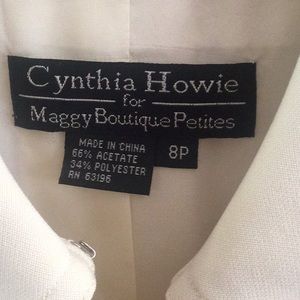 Cynthia Howie
for
Maggy Boutique Petites
MADE IN CHINA
66% ACETATE
34% POLYESTER
RN 63196
8P